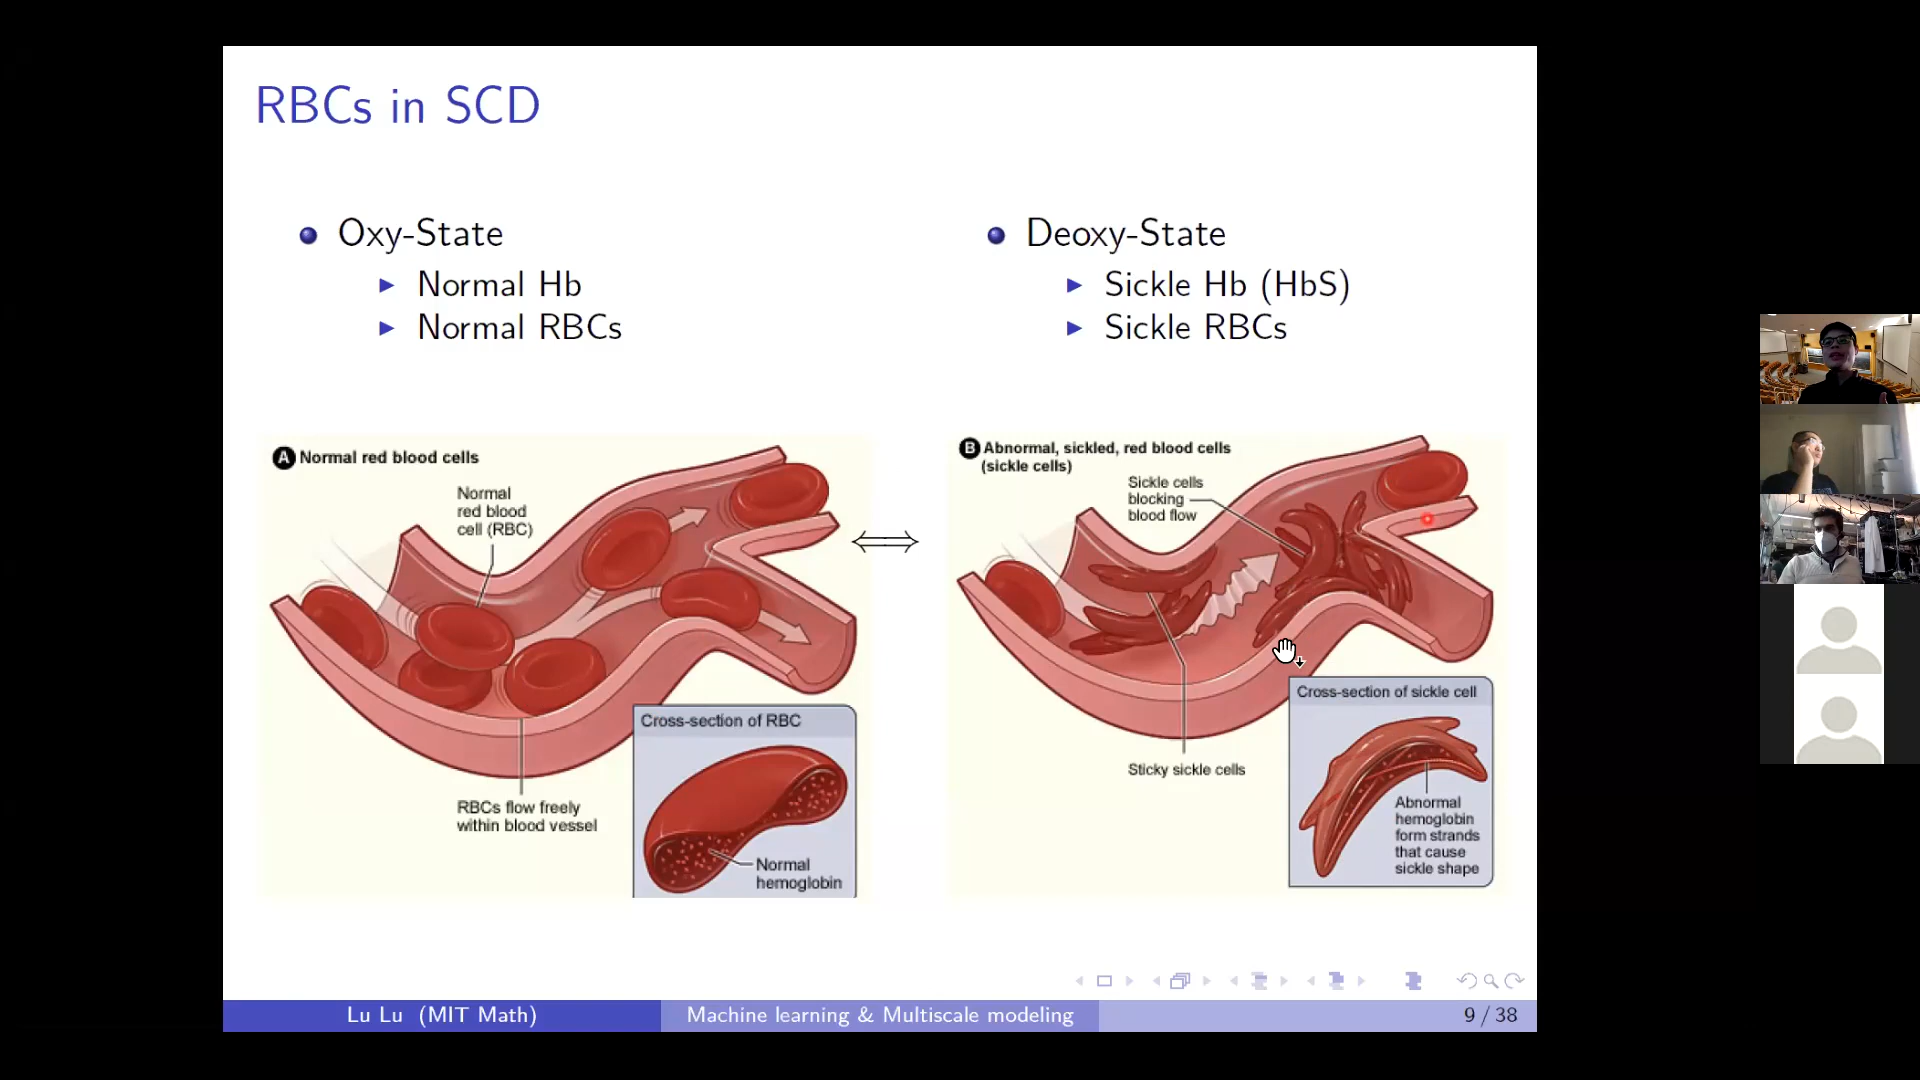 RBCs in SCD
Oxy-State
Normal Hb
Normal RBCs
Deoxy-State
Sickle Hb (HbS)
Sickle RBCs
A Normal red blood cells
Normal
red blood
cell (RBC)
RBCs flow freely
within blood vessel
Cross-section of RBC
Normal
hemoglobin
B Abnormal, sickled, red blood cells
(sickle cells)
Sickle cells
blocking
blood flow
Sticky sickle cells
Cross-section of sickle cell
Abnormal
hemoglobin
form strands
that cause
sickle shape
Lu Lu (MIT Math)
Machine learning & Multiscale modeling
9 / 38